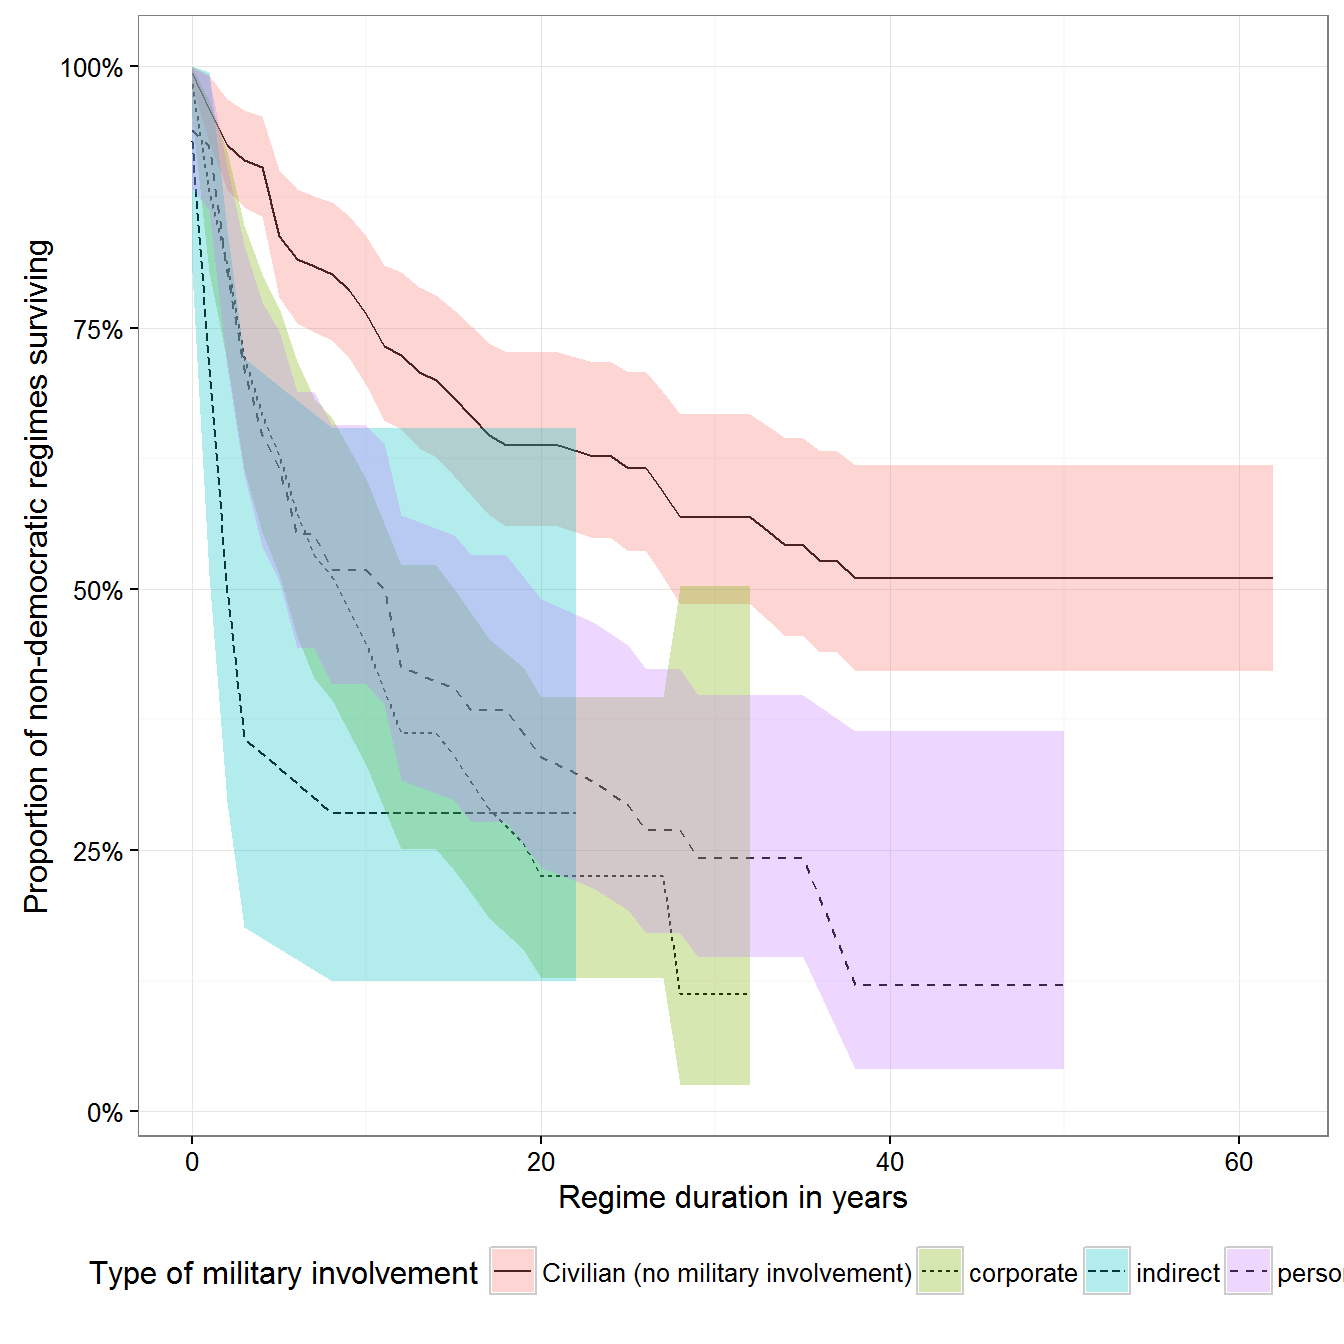 Proportion of non-democratic regimes surviving
100%
75%
50%
25%
0%
0 20 40 60
Regime duration in years
Type of military involvement Civilian (no military involvement) corporate indirect